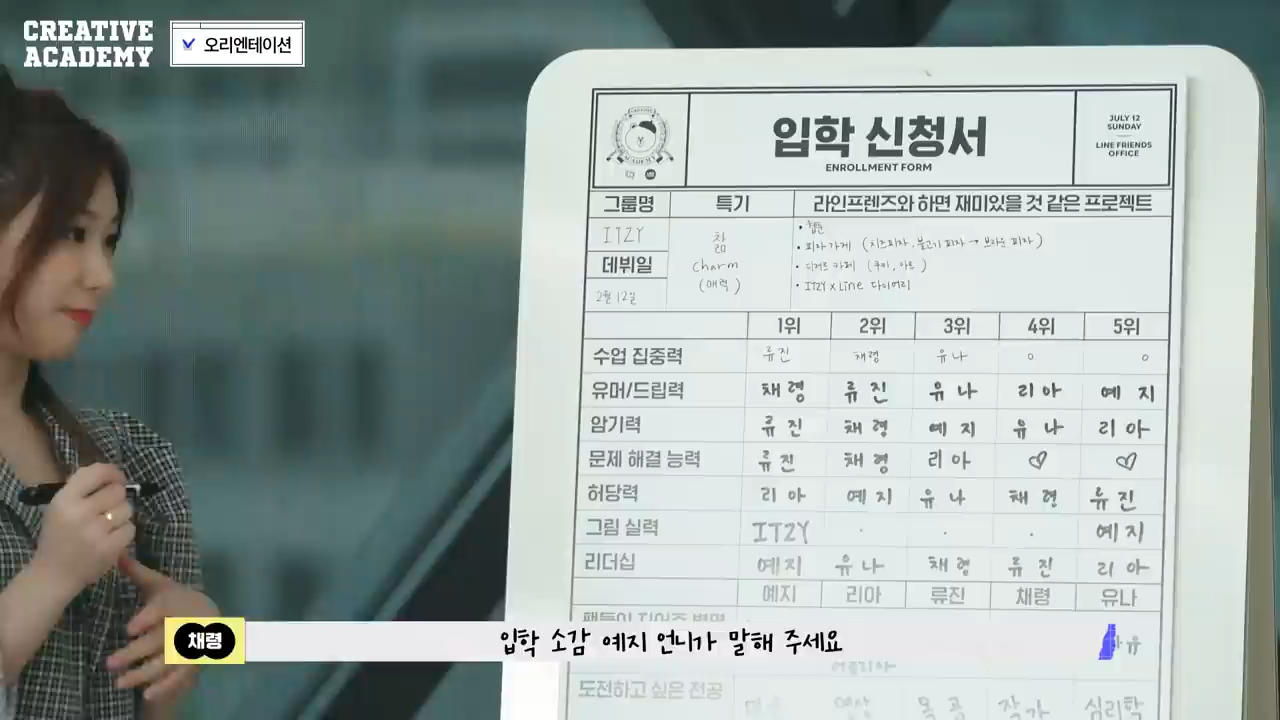 CREATIVE
ACADEMY
오리엔테이션
입학 신청서
ENROLLMENT FORM
JULY 12
SUNDAY
LINE FRIENDS
OFFICE
그룹명 특기 라인프렌즈와 하면 재미있을 것 같은 프로젝트
ITZY
데뷔일
2월 12일
춤
charm
(매력)
• 웹툰
• 피자가게 (치즈피자, 불고기 피자 → 브라운 피자)
• 디저트 카페 (쿠키, 타르트)
• ITZY x Line 다이어리
1위 2위 3위 4위 5위
수업 집중력 류진 채령 유나 ○ ○
유머/드립력 채령 류진 유나 리아 예지
암기력 류진 채령 예지 유나 리아
문제 해결 능력 류진 채령 리아 ♡ ♡
허당력 리아 예지 유나 채령 류진
그림 실력 ITZY · · · 예지
리더십 예지 유나 채령 류진 리아
예지 리아 류진 채령 유나
채령 입학 소감 예지 언니가 말해 주세요
도전하고 싶은 전공 목공 작가 심리학